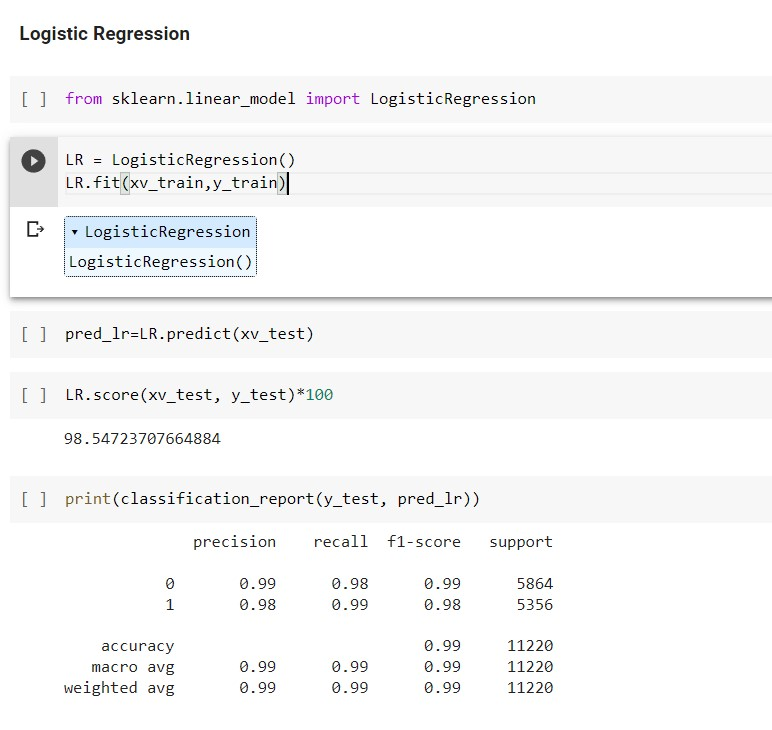 Logistic Regression
[ ] from sklearn.linear_model import LogisticRegression
LR = LogisticRegression()
LR.fit(xv_train,y_train)
▾ LogisticRegression
LogisticRegression()
[ ] pred_lr=LR.predict(xv_test)
[ ] LR.score(xv_test, y_test)*100
98.54723707664884
[ ] print(classification_report(y_test, pred_lr))
precision recall f1-score support
0 0.99 0.98 0.99 5864
1 0.98 0.99 0.98 5356
accuracy 0.99 11220
macro avg 0.99 0.99 0.99 11220
weighted avg 0.99 0.99 0.99 11220